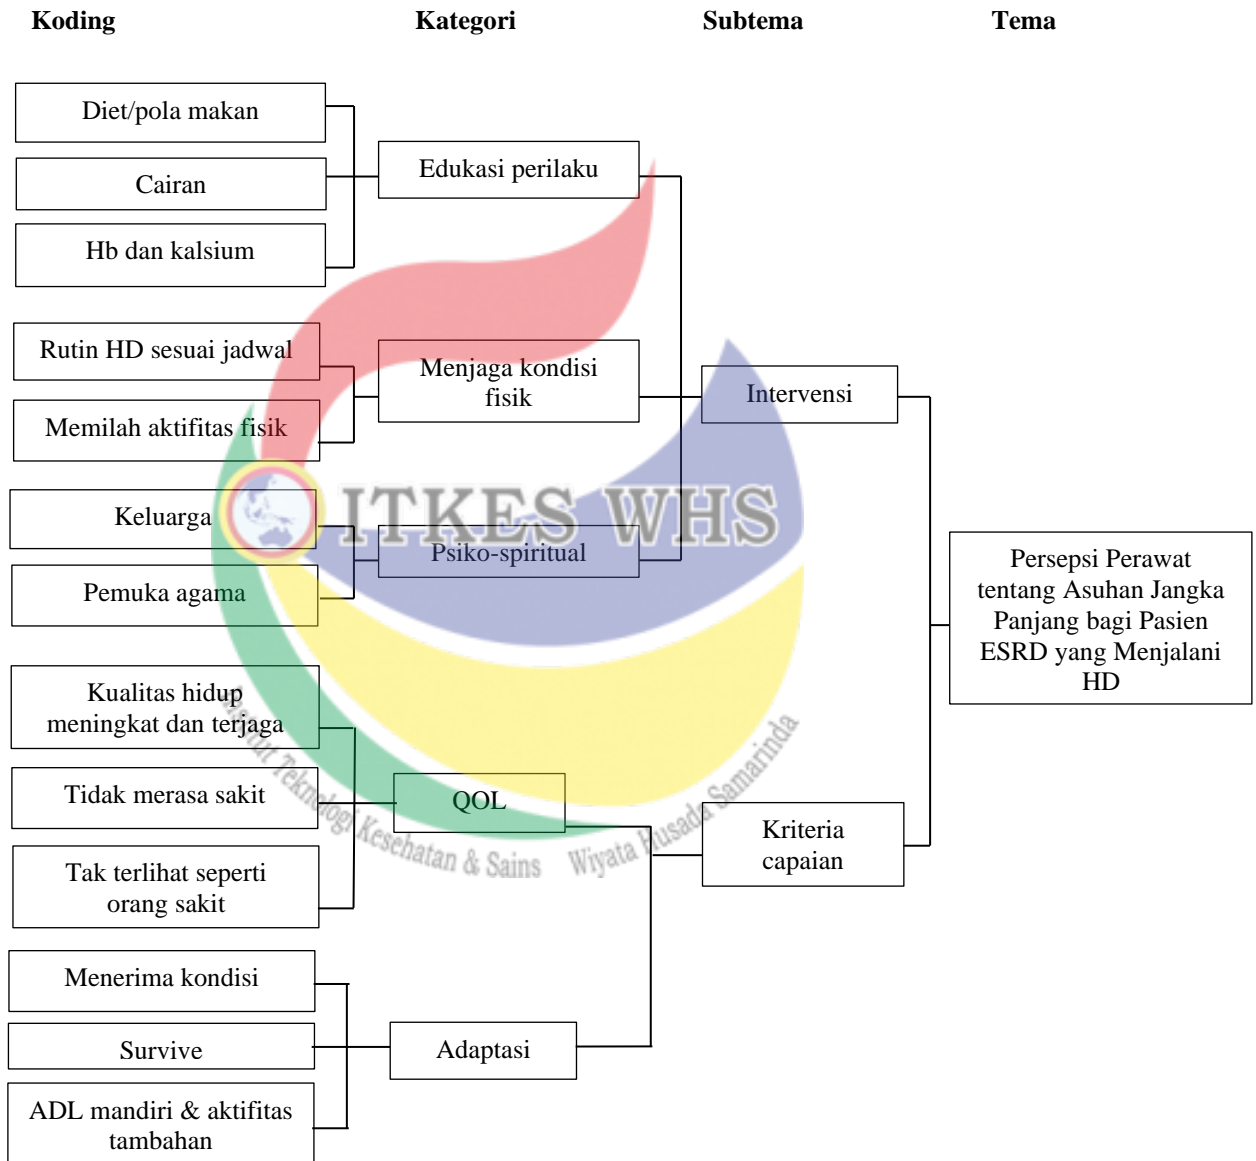 Koding Kategori Subtema Tema
Diet/pola makan
Cairan
Hb dan kalsium
Edukasi perilaku
Rutin HD sesuai jadwal
Memilah aktifitas fisik
Menjaga kondisi
fisik
Keluarga
Pemuka agama
Psiko-spiritual
Intervensi
Kualitas hidup
meningkat dan terjaga
Tidak merasa sakit
Tak terlihat seperti
orang sakit
QOL
Menerima kondisi
Survive
ADL mandiri & aktifitas
tambahan
Adaptasi
Kriteria
capaian
Persepsi Perawat
tentang Asuhan Jangka
Panjang bagi Pasien
ESRD yang Menjalani
HD
ITKES WHS
Institut Teknologi Kesehatan & Sains Wiyata Husada Samarinda